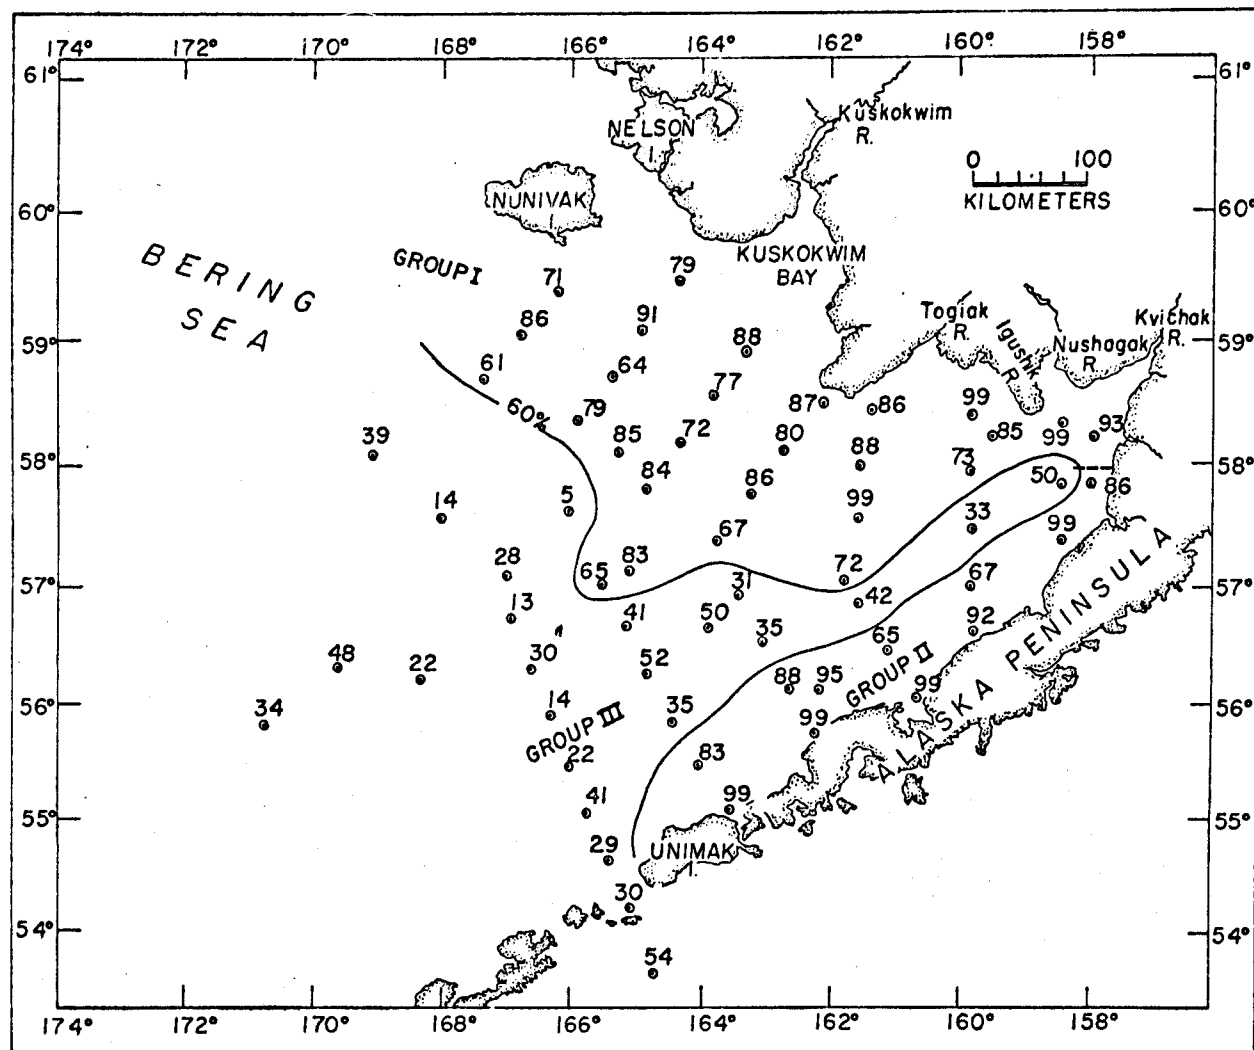 174° 172° 170° 168° 166° 164° 162° 160° 158°
61° 61°
Kuskokwim
R.
NELSON
I.
0 100
KILOMETERS
NUNIVAK
I
60° 60°
KUSKOKWIM
BAY
BERING
SEA
GROUP I
71 79
86 91
Togiak
R.
Igushik
R
Nushagak
R
Kvichak
R.
59° 59°
88
61 64 77
60%
79 87 86 99
85 72 80 88 85 99 93
39
58° 58°
84 86 73 50 86
14 5 99 33 99
67
28 65 83 31 72 67
57° 57°
13 41 50 35 42 92
30 52 65
48 22 88 95 99
GROUP II
56° 56°
34 14 35 99
GROUP III
ALASKA PENINSULA
22 83
41 99
55° 55°
29
UNIMAK
I.
30
54° 54°
54
174° 172° 170° 168° 166° 164° 162° 160° 158°